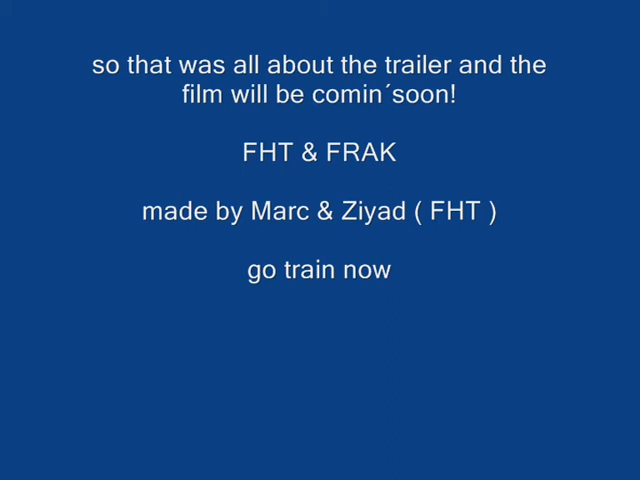 so that was all about the trailer and the
film will be comin´soon!
FHT & FRAK
made by Marc & Ziyad ( FHT )
go train now